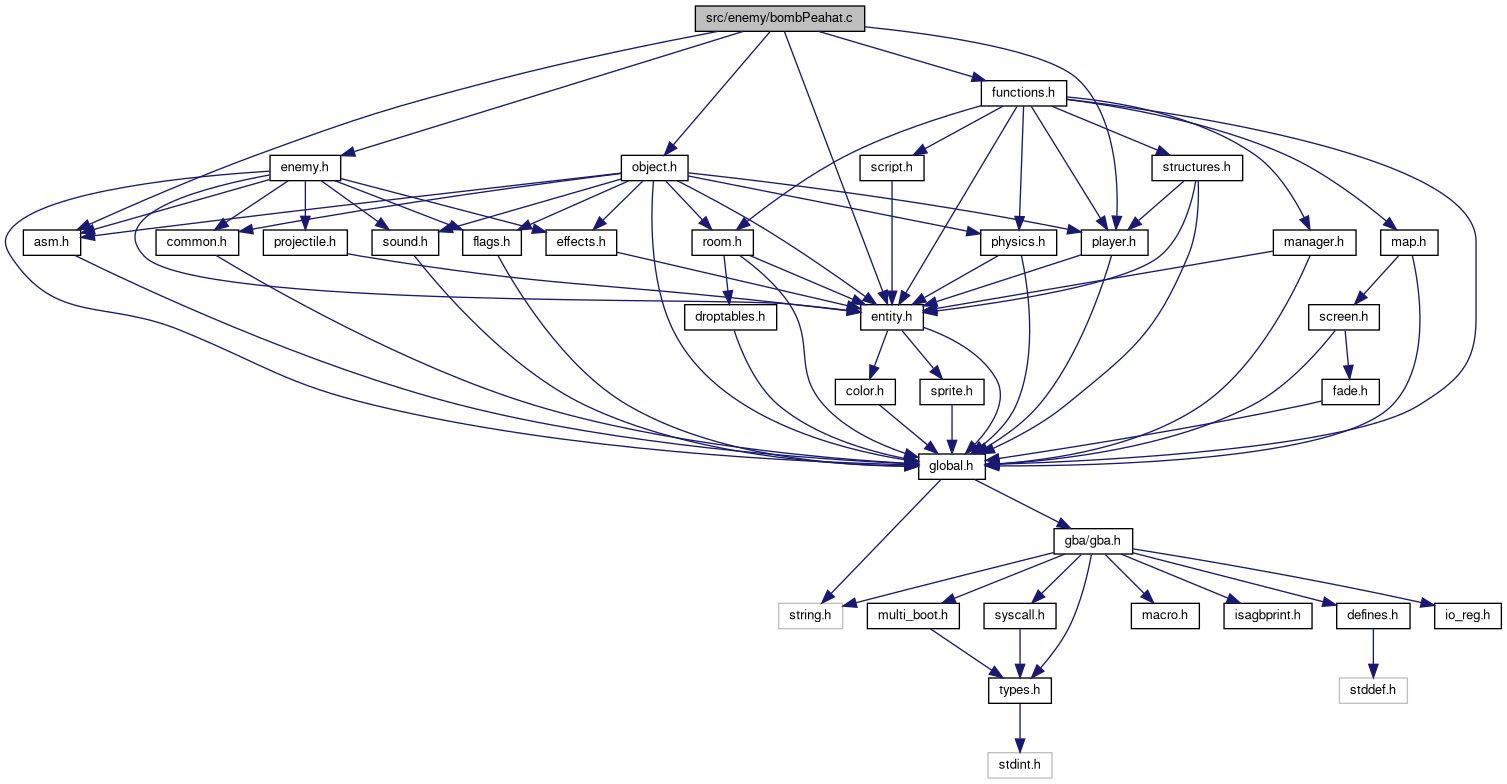 src/enemy/bombPeahat.c
functions.h
enemy.h
object.h
script.h
structures.h
asm.h
common.h
projectile.h
sound.h
flags.h
effects.h
room.h
physics.h
player.h
manager.h
map.h
droptables.h
entity.h
screen.h
color.h
sprite.h
fade.h
global.h
gba/gba.h
string.h
multi_boot.h
syscall.h
macro.h
isagbprint.h
defines.h
io_reg.h
types.h
stddef.h
stdint.h